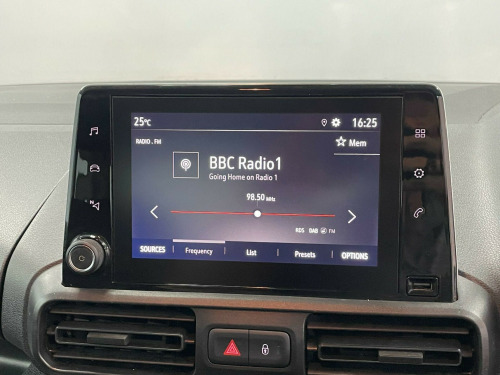 25°C 16:25
RADIO . FM
Mem
BBC Radio1
Going Home on Radio 1
98.50 MHz
RDS DAB FM
SOURCES Frequency List Presets OPTIONS
N